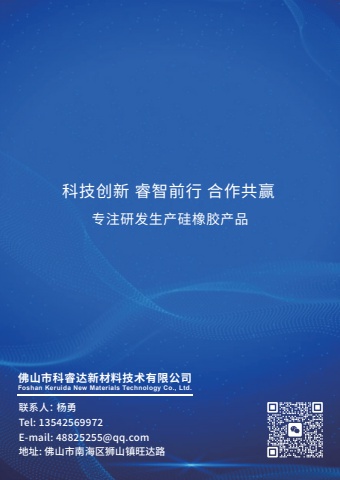 科技创新 睿智前行 合作共赢
专注研发生产硅橡胶产品
佛山市科睿达新材料技术有限公司
Foshan Keruida New Materials Technology Co., Ltd.
联系人: 杨勇
Tel: 13542569972
E-mail: 48825255@qq.com
地址: 佛山市南海区狮山镇旺达路